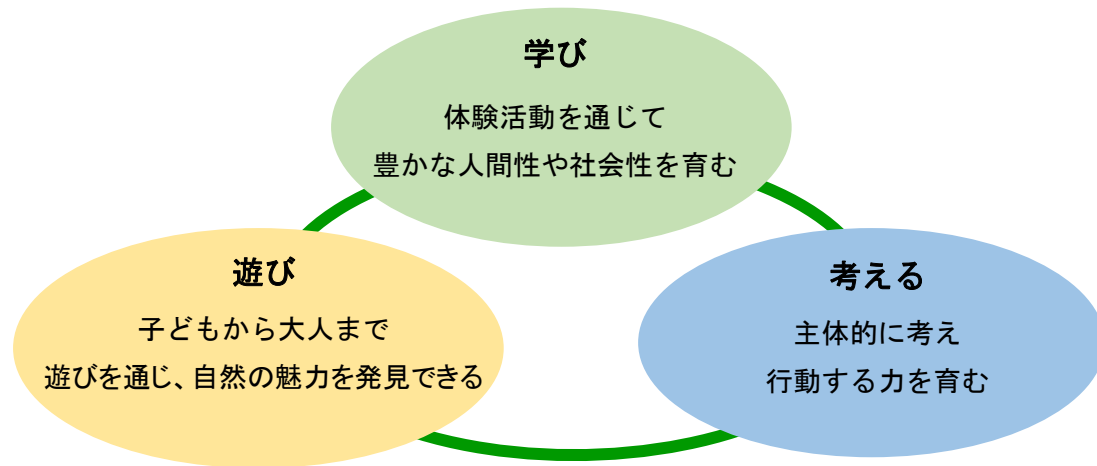 学び
体験活動を通じて
豊かな人間性や社会性を育む
遊び
子どもから大人まで
遊びを通じ、自然の魅力を発見できる
考える
主体的に考え
行動する力を育む